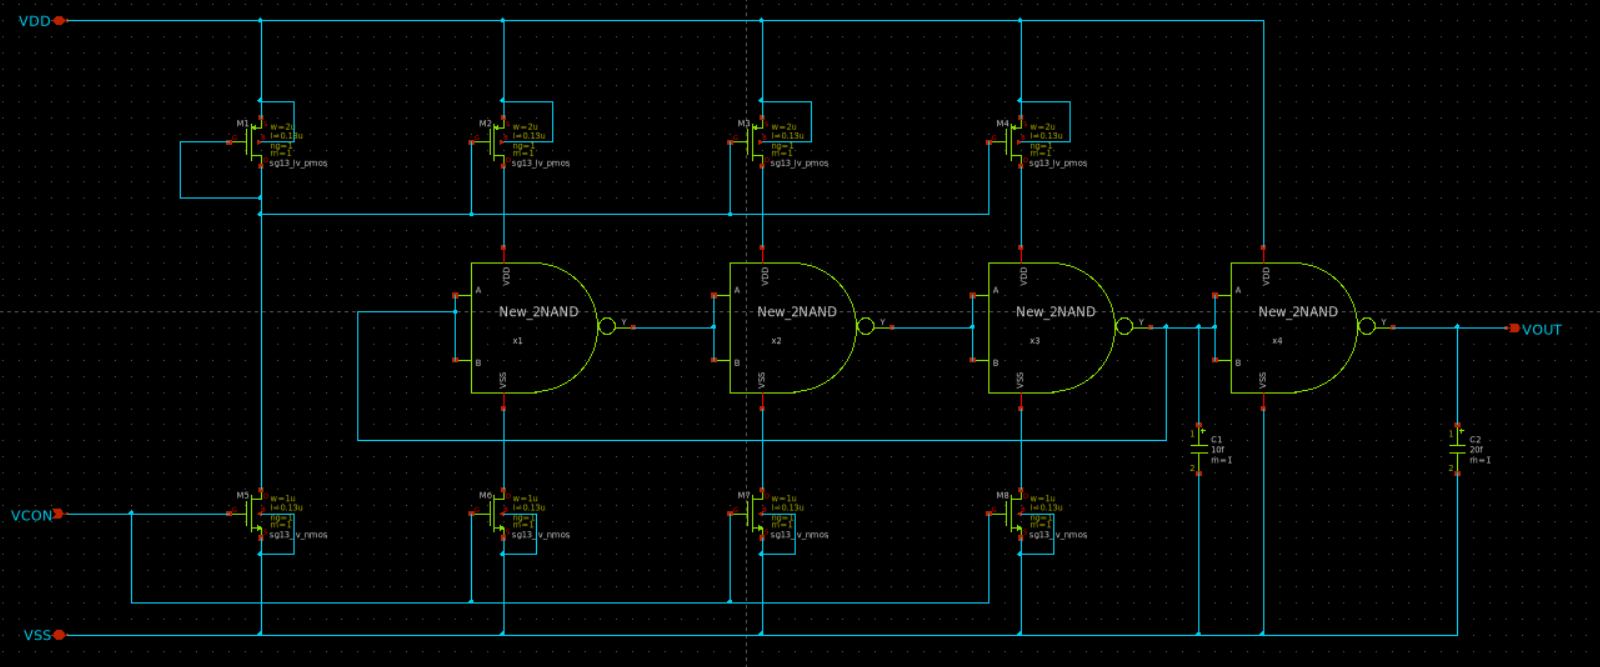 VDD
M1
w=2u
l=0.13u
ng=1
m=1
sg13_lv_pmos
M2
w=2u
l=0.13u
ng=1
m=1
sg13_lv_pmos
M3
w=2u
l=0.13u
ng=1
m=1
sg13_lv_pmos
M4
w=2u
l=0.13u
ng=1
m=1
sg13_lv_pmos
VDD
A
New_2NAND
Y
x1
B
VSS
VDD
A
New_2NAND
Y
x2
B
VSS
VDD
A
New_2NAND
Y
x3
B
VSS
VDD
A
New_2NAND
Y
x4
B
VSS
VOUT
1
C1
10f
m=1
2
1
C2
20f
m=1
2
VCON
M5
w=1u
l=0.13u
ng=1
m=1
sg13_lv_nmos
M6
w=1u
l=0.13u
ng=1
m=1
sg13_lv_nmos
M7
w=1u
l=0.13u
ng=1
m=1
sg13_lv_nmos
M8
w=1u
l=0.13u
ng=1
m=1
sg13_lv_nmos
VSS